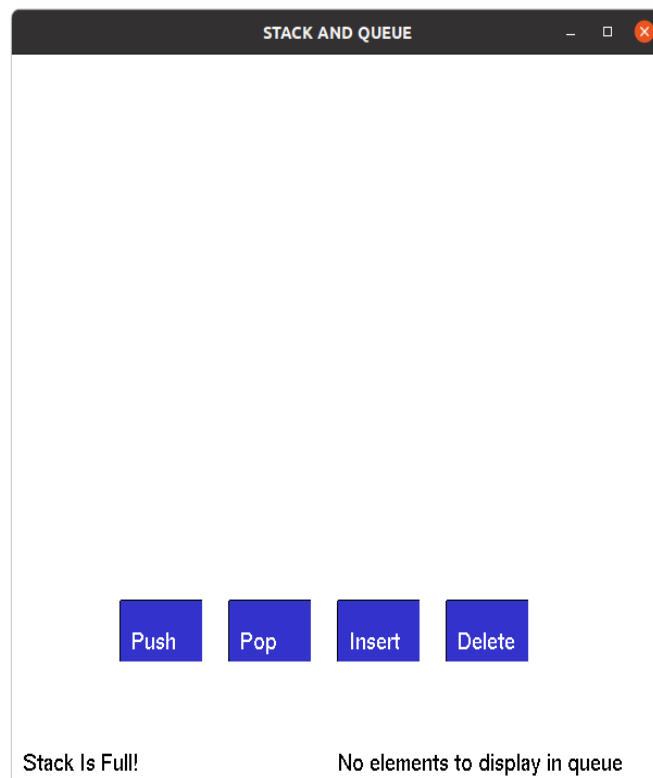 STACK AND QUEUE
Push Pop Insert Delete
Stack Is Full! No elements to display in queue